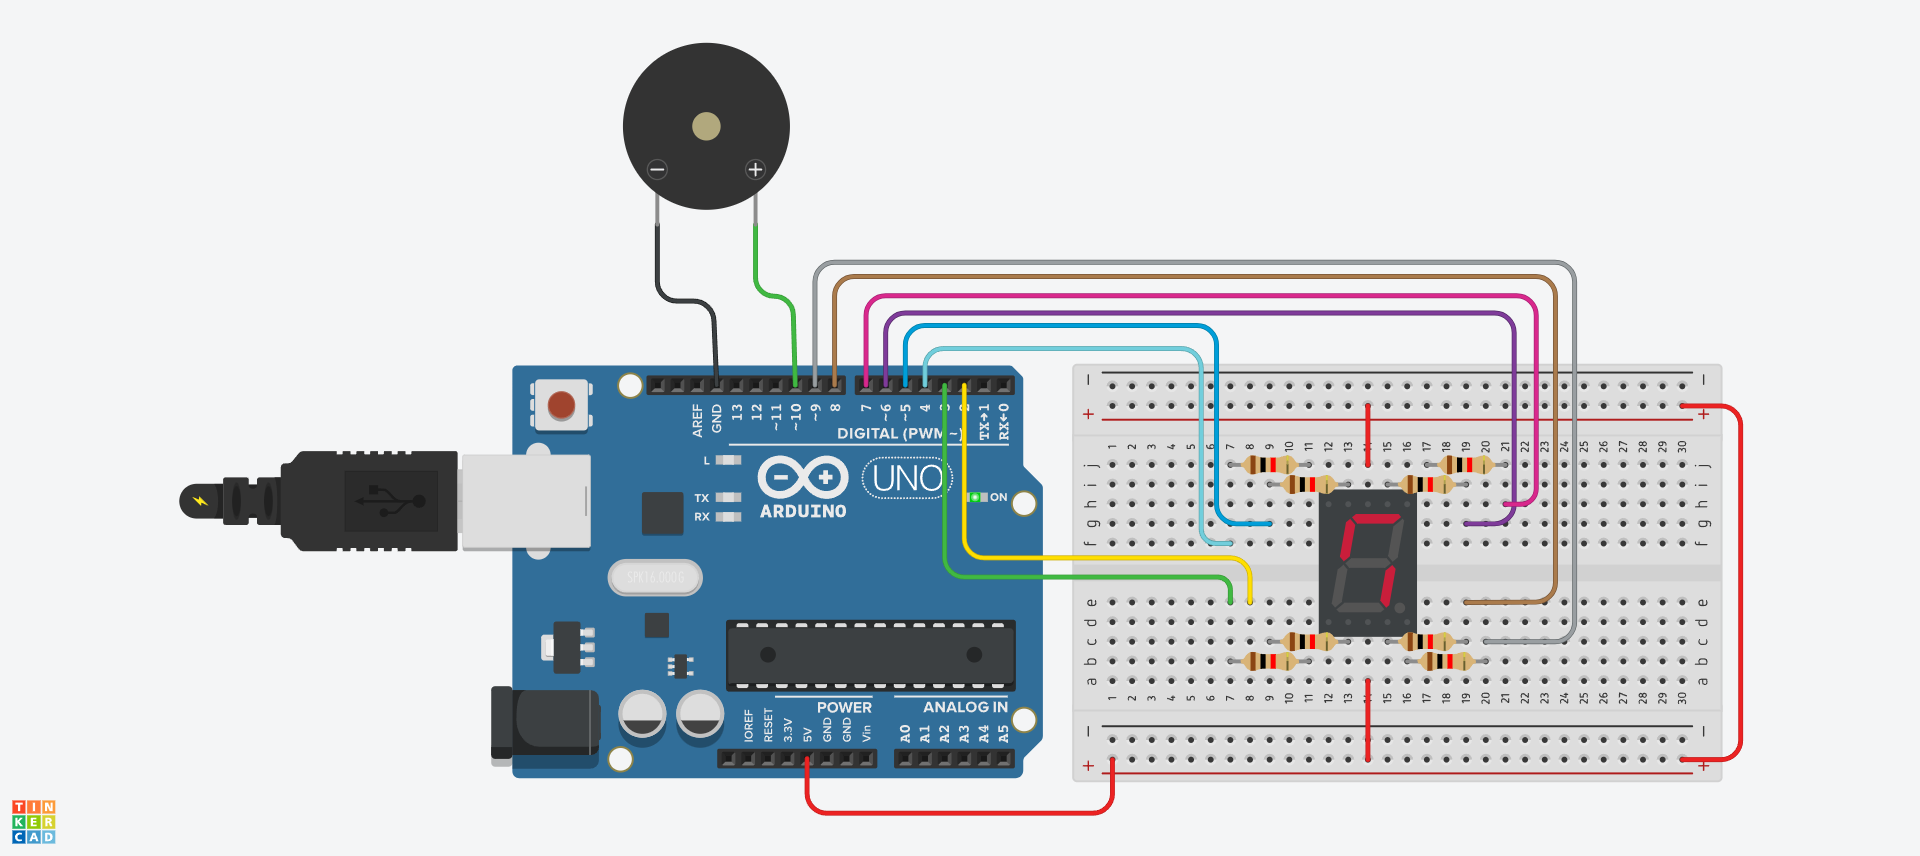 AREF
GND
13
12
~11
~10
~9
8
7
~6
~5
4
3
2
TX→1
RX←0
DIGITAL (PWM ~)
L
TX
RX
UNO
ON
ARDUINO
SPK16.000G
POWER
ANALOG IN
IOREF
RESET
3.3V
5V
GND
GND
Vin
A0
A1
A2
A3
A4
A5
− −
+ +
1 2 3 4 5 6 7 8 9 10 11 12 13 14 15 16 17 18 19 20 21 22 23 24 25 26 27 28 29 30
j j
i i
h h
g g
f f
e e
d d
c c
b b
a a
1 2 3 4 5 6 7 8 9 10 11 12 13 14 15 16 17 18 19 20 21 22 23 24 25 26 27 28 29 30
− −
+ +
TIN
KER
CAD